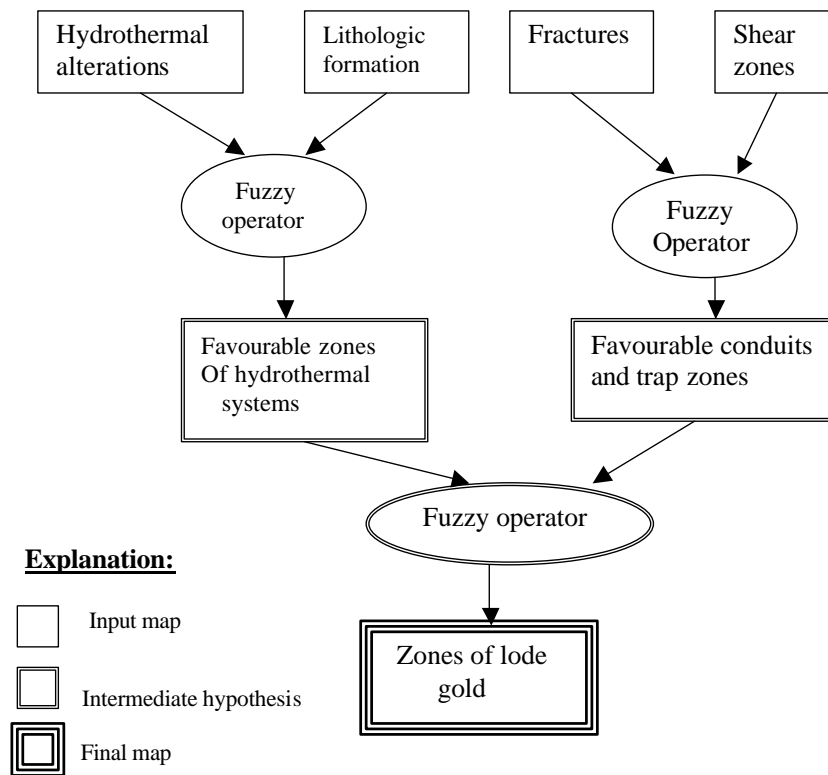 Hydrothermal
alterations
Lithologic
formation
Fractures
Shear
zones
Fuzzy
operator
Fuzzy
Operator
Favourable zones
Of hydrothermal
systems
Favourable conduits
and trap zones
Fuzzy operator
Zones of lode
gold
Explanation:
Input map
Intermediate hypothesis
Final map